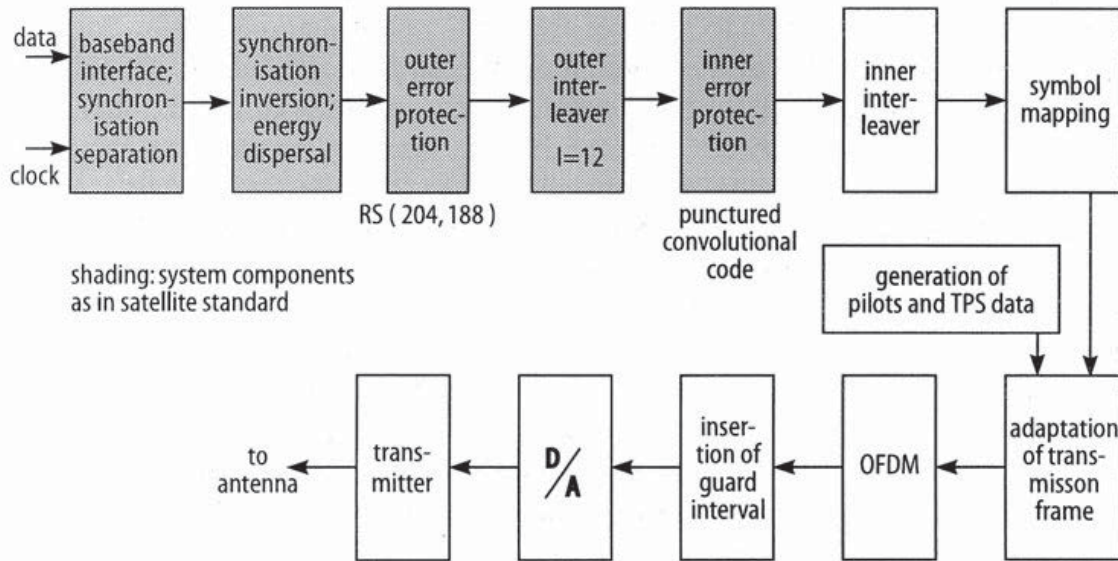 data
clock
baseband
interface;
synchron-
isation
separation
synchron-
isation
inversion;
energy
dispersal
outer
error
protec-
tion
RS ( 204, 188 )
outer
inter-
leaver
I=12
inner
error
protec-
tion
punctured
convolutional
code
inner
inter-
leaver
symbol
mapping
shading: system components
as in satellite standard
generation of
pilots and TPS data
adaptation
of trans-
misson
frame
OFDM
inser-
tion of
guard
interval
D/A
trans-
mitter
to
antenna